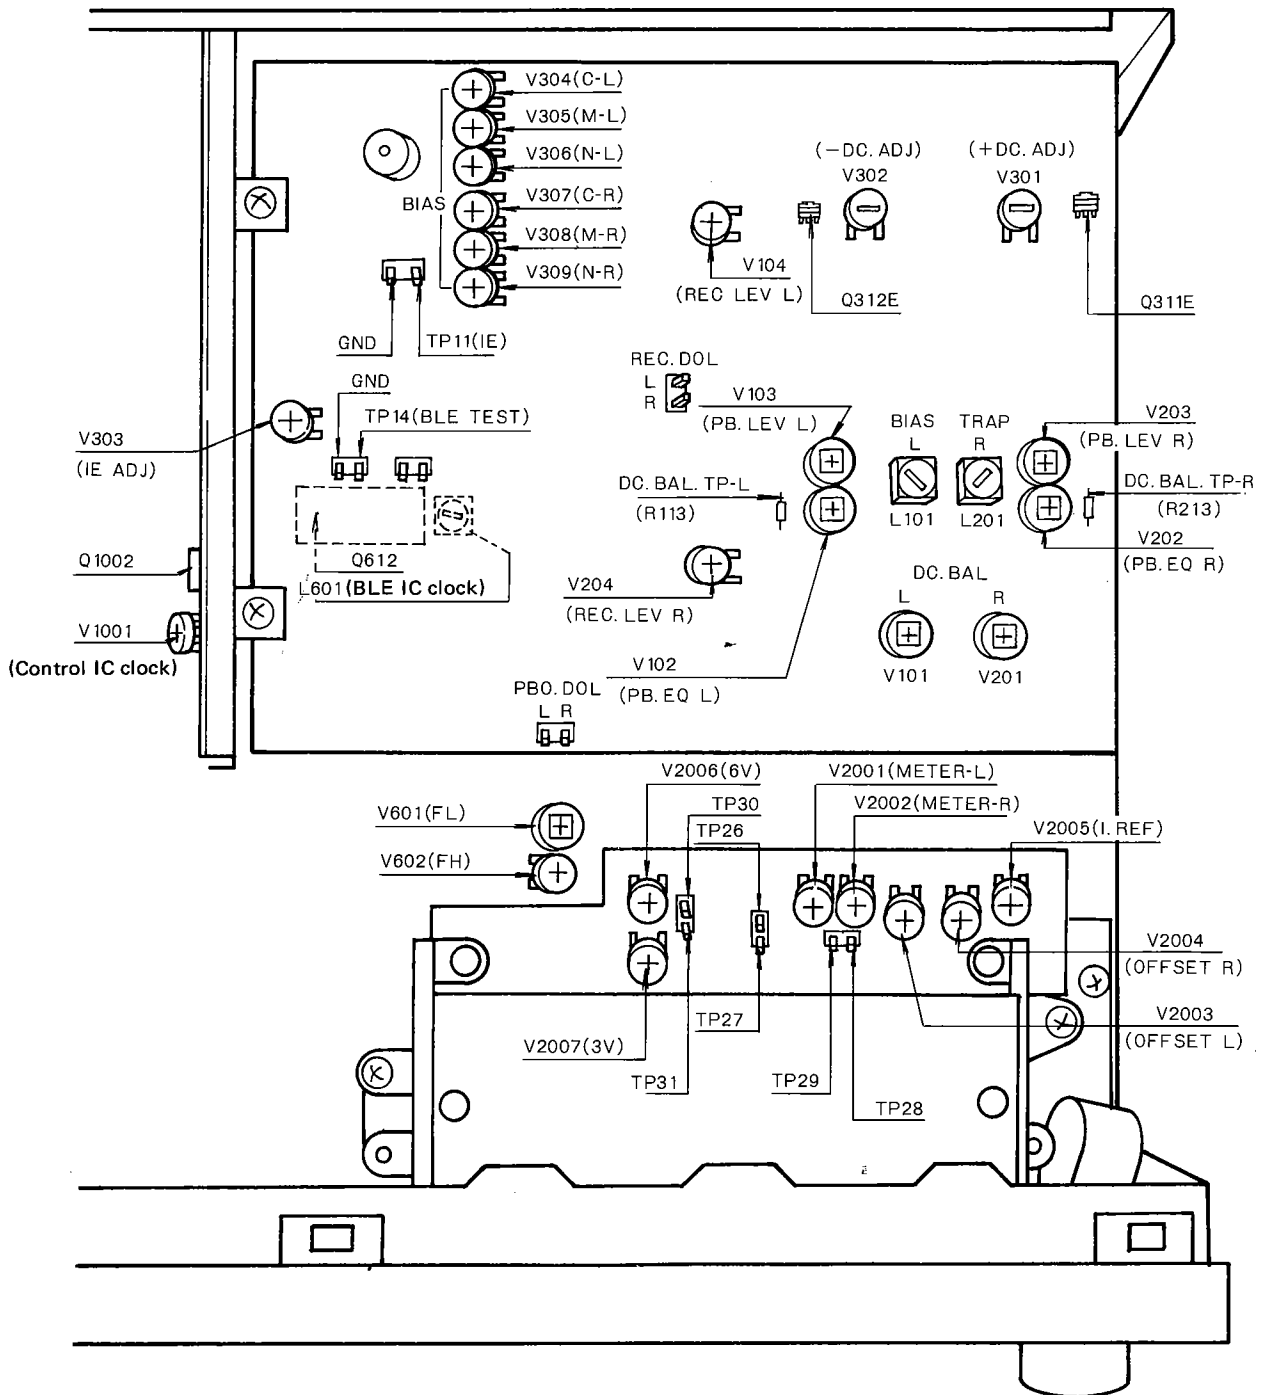 V304(C-L)
V305(M-L)
V306(N-L)
BIAS
V307(C-R)
V308(M-R)
V309(N-R)
(−DC. ADJ)
V302
(+DC. ADJ)
V301
V104
(REC LEV L)
Q312E
Q311E
GND
TP11(IE)
GND
TP14(BLE TEST)
REC. DOL
L
R
V103
(PB. LEV L)
BIAS TRAP
L R
L101 L201
V203
(PB. LEV R)
V303
(IE ADJ)
DC. BAL. TP-L
(R113)
DC. BAL. TP-R
(R213)
Q1002
Q612
L601(BLE IC clock)
V204
(REC. LEV R)
V202
(PB. EQ R)
DC. BAL
L R
V101 V201
V1001
(Control IC clock)
V102
(PB. EQ L)
PBO. DOL
L R
V2006(6V)
V2001(METER-L)
TP30
V2002(METER-R)
V601(FL)
TP26
V2005(I. REF)
V602(FH)
V2004
(OFFSET R)
V2003
(OFFSET L)
TP27
V2007(3V)
TP31
TP29
TP28